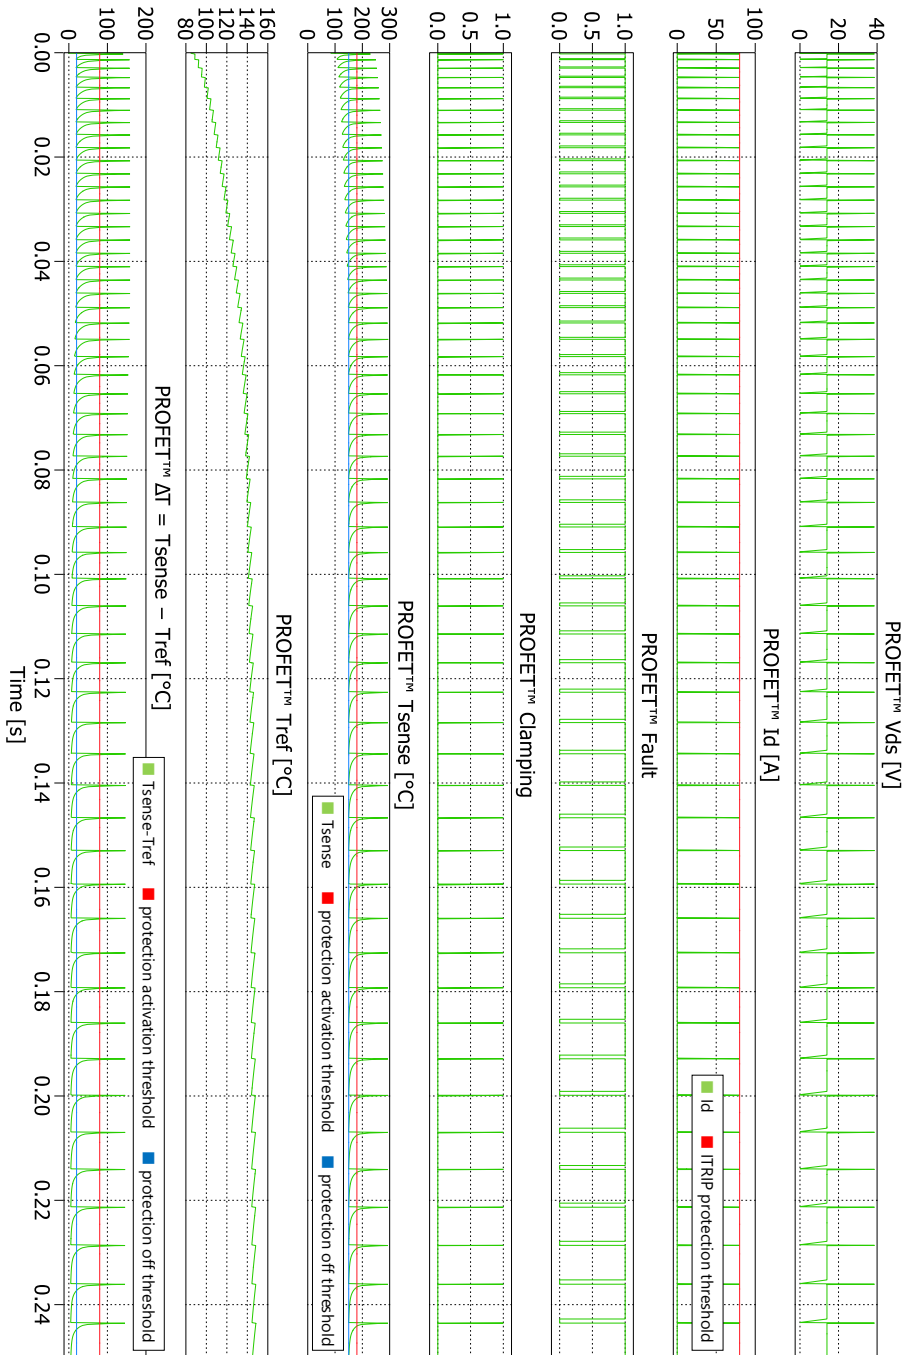 PROFET™ Vds [V]
40
20
0
PROFET™ Id [A]
100
50
0
Id
ITRIP protection threshold
PROFET™ Fault
1.0
0.5
0.0
PROFET™ Clamping
1.0
0.5
0.0
PROFET™ Tsense [°C]
300
200
100
0
Tsense
protection activation threshold
protection off threshold
PROFET™ Tref [°C]
160
140
120
100
80
PROFET™ ΔT = Tsense − Tref [°C]
200
100
0
Tsense-Tref
protection activation threshold
protection off threshold
0.00 0.02 0.04 0.06 0.08 0.10 0.12 0.14 0.16 0.18 0.20 0.22 0.24
Time [s]